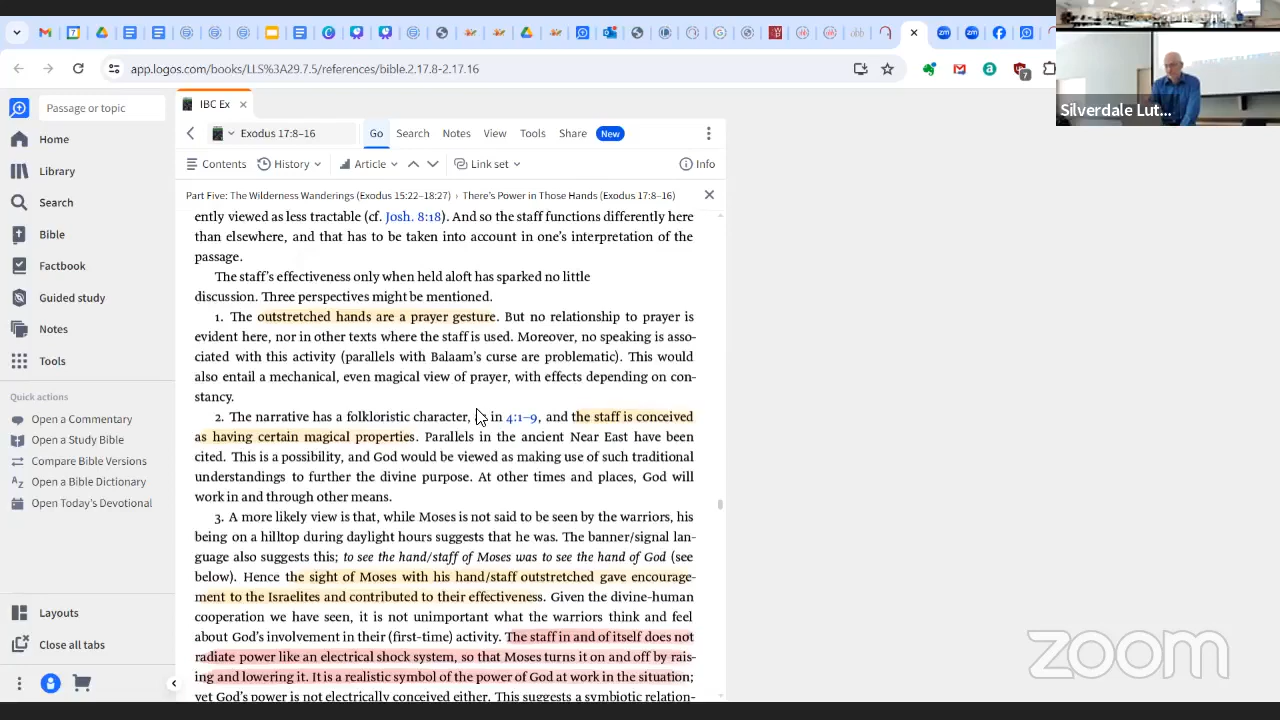 app.logos.com/books/LLS%3A29.7.5/references/bible.2.17.8-2.17.16
7
Silverdale Lut...
Passage or topic
IBC Ex
Home
Library
Search
Bible
Factbook
Guided study
Notes
Tools
Quick actions
Open a Commentary
Open a Study Bible
Compare Bible Versions
Open a Bible Dictionary
Open Today's Devotional
Layouts
Close all tabs
Exodus 17:8–16
Go Search Notes View Tools Share New
Contents History Article Link set Info
Part Five: The Wilderness Wanderings (Exodus 15:22–18:27) › There's Power in Those Hands (Exodus 17:8–16)
ently viewed as less tractable (cf. Josh. 8:18). And so the staff functions differently here
than elsewhere, and that has to be taken into account in one's interpretation of the
passage.
The staff's effectiveness only when held aloft has sparked no little
discussion. Three perspectives might be mentioned.
1. The outstretched hands are a prayer gesture. But no relationship to prayer is
evident here, nor in other texts where the staff is used. Moreover, no speaking is asso-
ciated with this activity (parallels with Balaam's curse are problematic). This would
also entail a mechanical, even magical view of prayer, with effects depending on con-
stancy.
2. The narrative has a folkloristic character, in 4:1–9, and the staff is conceived
as having certain magical properties. Parallels in the ancient Near East have been
cited. This is a possibility, and God would be viewed as making use of such traditional
understandings to further the divine purpose. At other times and places, God will
work in and through other means.
3. A more likely view is that, while Moses is not said to be seen by the warriors, his
being on a hilltop during daylight hours suggests that he was. The banner/signal lan-
guage also suggests this; to see the hand/staff of Moses was to see the hand of God (see
below). Hence the sight of Moses with his hand/staff outstretched gave encourage-
ment to the Israelites and contributed to their effectiveness. Given the divine-human
cooperation we have seen, it is not unimportant what the warriors think and feel
about God's involvement in their (first-time) activity. The staff in and of itself does not
radiate power like an electrical shock system, so that Moses turns it on and off by rais-
ing and lowering it. It is a realistic symbol of the power of God at work in the situation;
yet God's power is not electrically conceived either. This suggests a symbiotic relation-
zoom